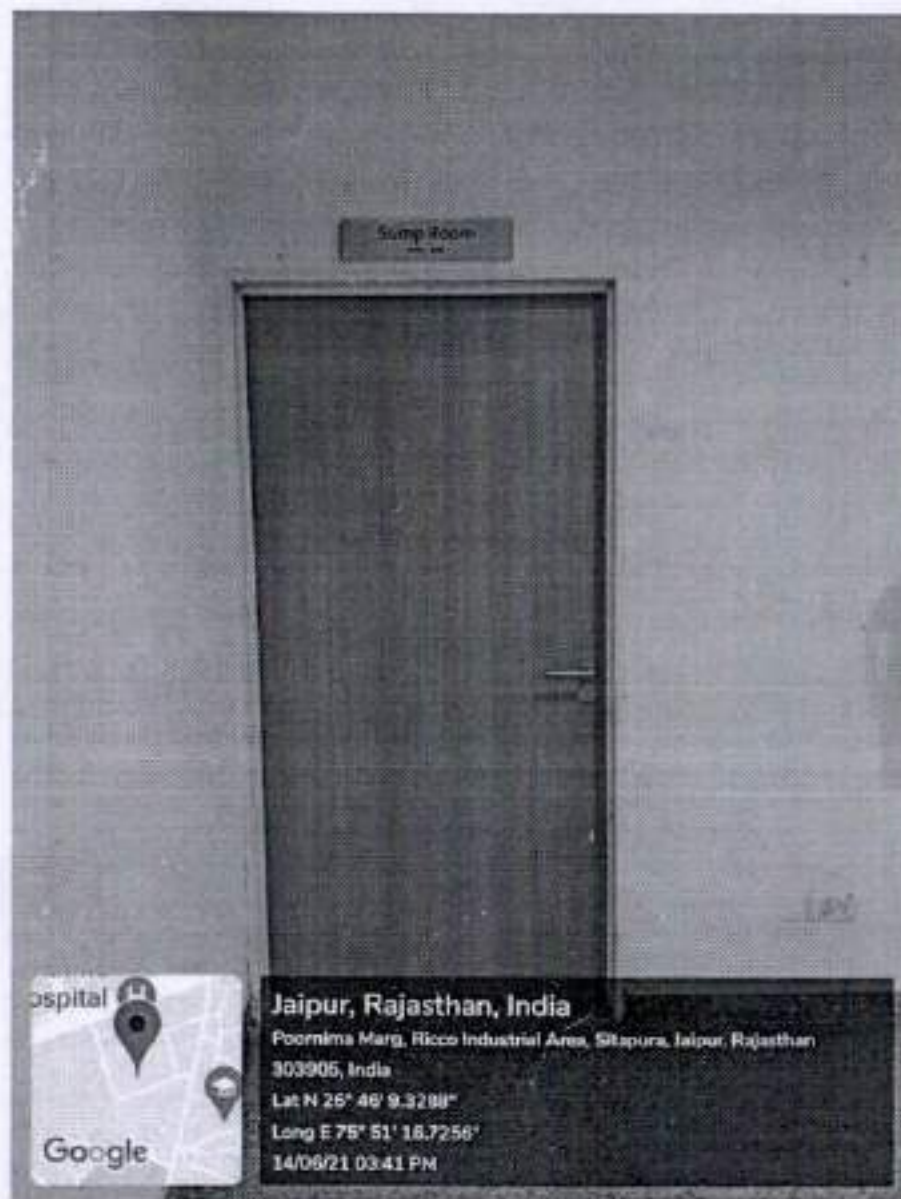 Sump Room
ospital
H
Google
Jaipur, Rajasthan, India
Poornima Marg, Ricco Industrial Area, Sitapura, Jaipur, Rajasthan
303905, India
Lat N 26° 46' 9.3288"
Long E 75° 51' 16.7256"
14/06/21 03:41 PM